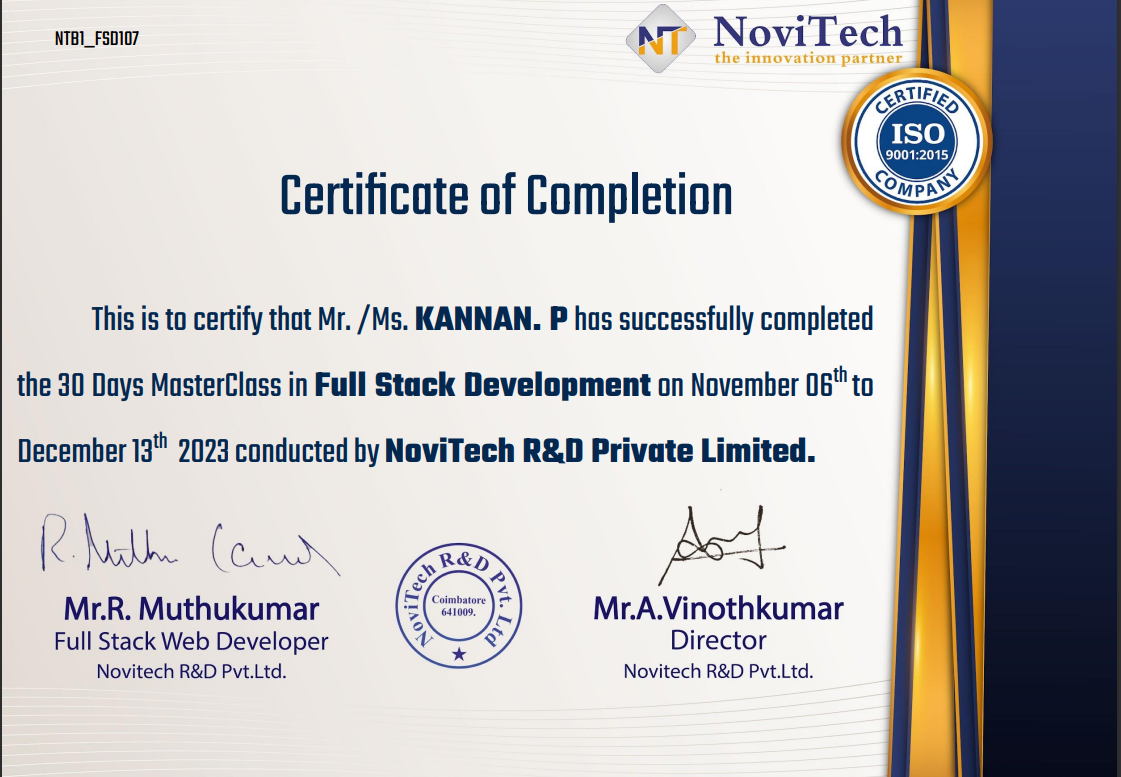 NTB1_FSD107
NT
NoviTech
the innovation partner
CERTIFIED
ISO
9001:2015
COMPANY
Certificate of Completion
This is to certify that Mr. /Ms. KANNAN. P has successfully completed
the 30 Days MasterClass in Full Stack Development on November 06th to
December 13th 2023 conducted by NoviTech R&D Private Limited.
Mr.R. Muthukumar
Full Stack Web Developer
Novitech R&D Pvt.Ltd.
NoviTech R&D Pvt. Ltd
Coimbatore
641009.
Mr.A.Vinothkumar
Director
Novitech R&D Pvt.Ltd.